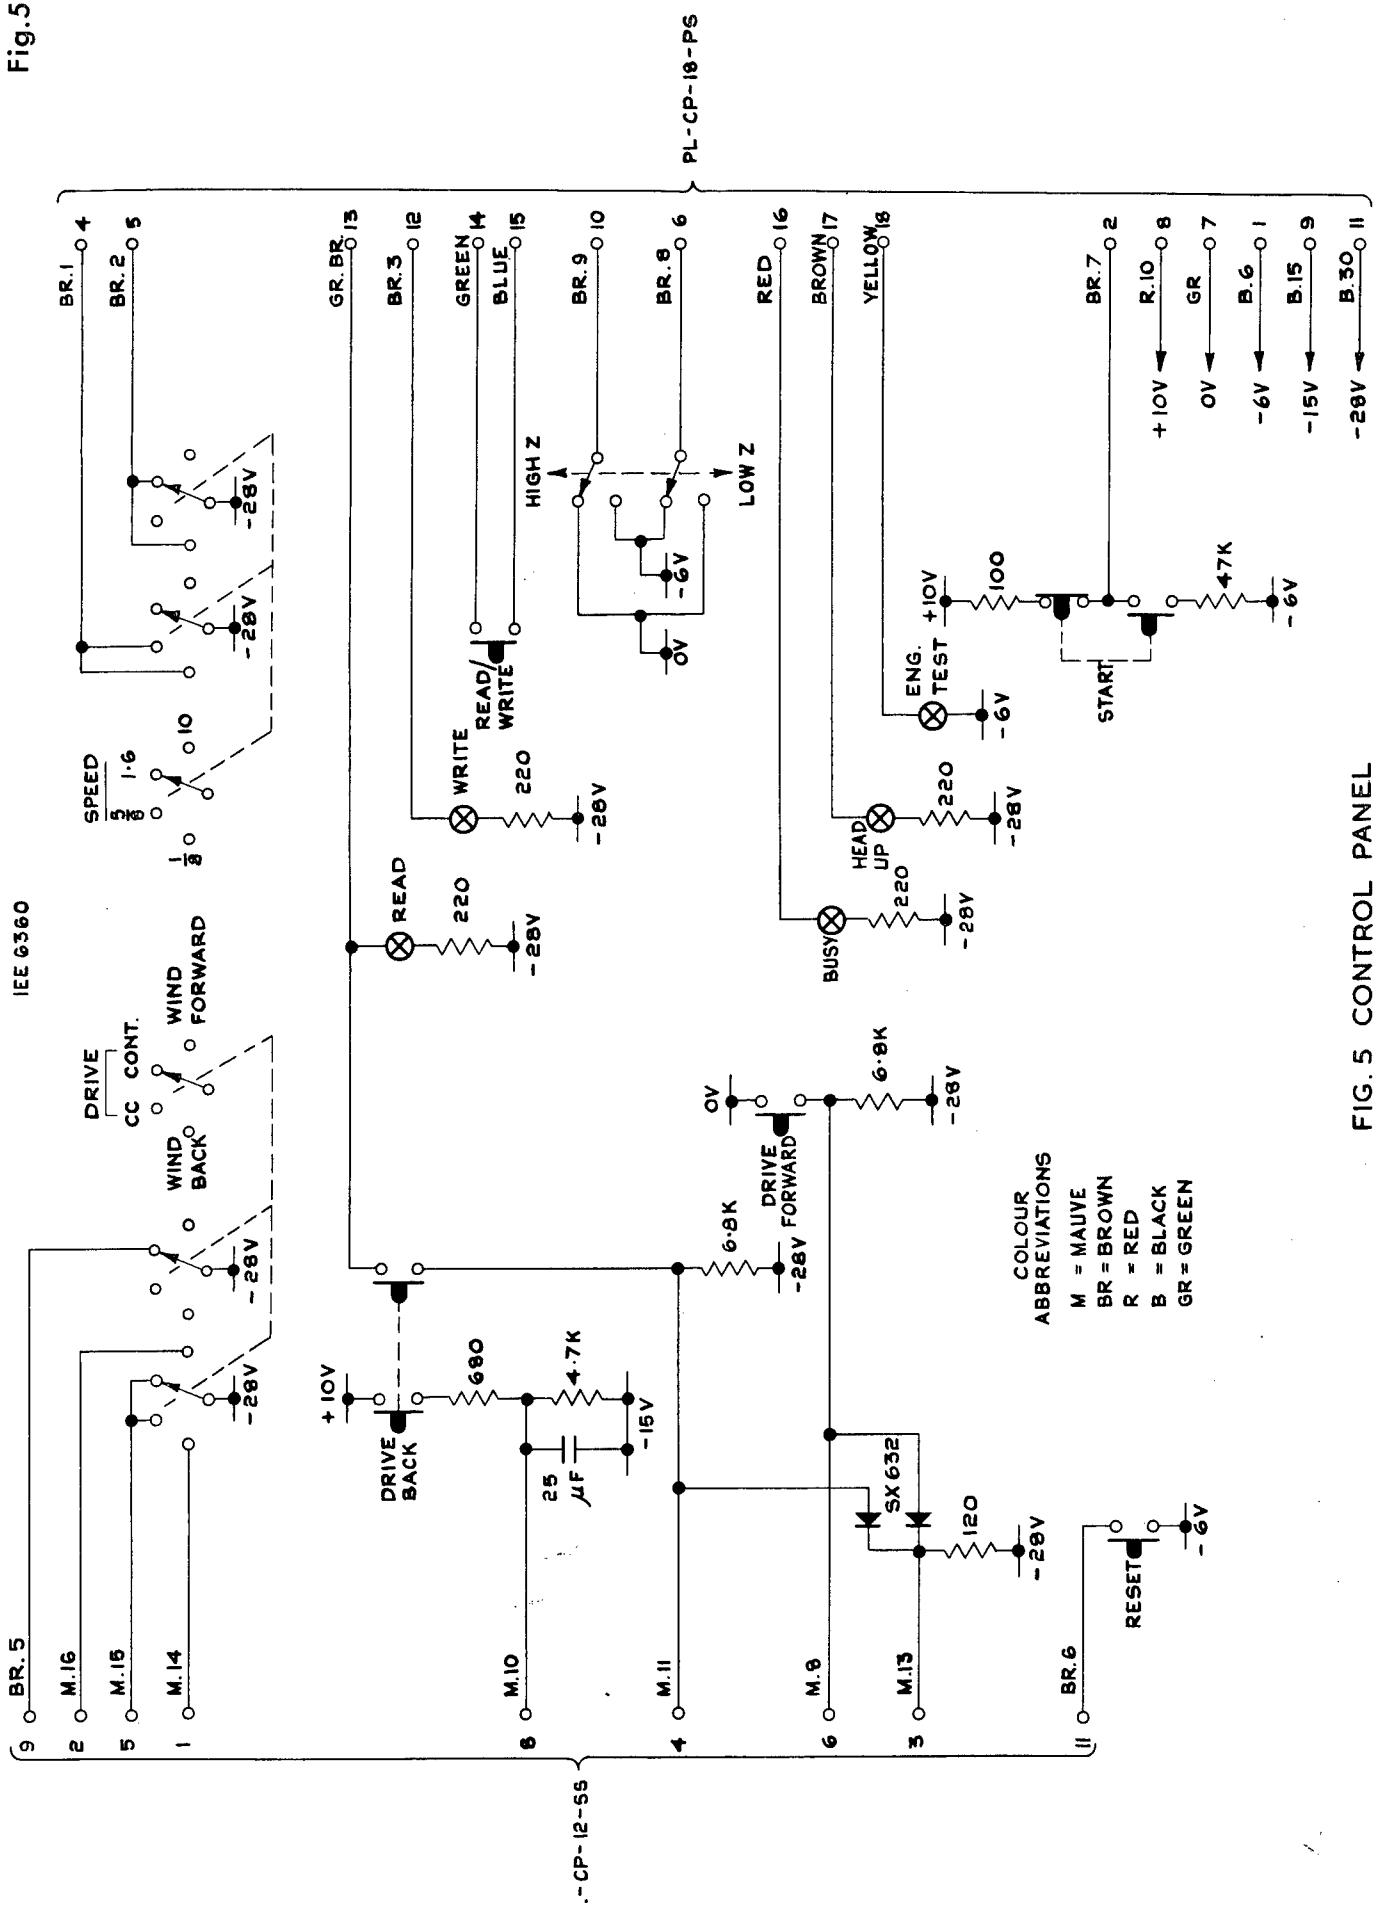 Fig.5
IEE 6360
BR.5
9
M.16
2
M.15
5
M.14
1
-28V
-28V
WIND
BACK
DRIVE
CC CONT.
WIND
FORWARD
SPEED
1/8
5/8
1·6
10
-28V
-28V
BR.1
4
BR.2
5
+10V
DRIVE
BACK
680
4·7K
25
µF
-15V
M.10
8
READ
220
-28V
WRITE
220
-28V
READ/
WRITE
GR.BR.
13
BR.3
12
GREEN
14
BLUE
15
HIGH Z
LOW Z
-6V
0V
BR.9
10
BR.8
6
PL-CP-18-PS
.-CP-12-SS
M.11
4
6·8K
-28V
DRIVE
FORWARD
0V
6·8K
-28V
M.8
6
M.13
3
SX 632
120
-28V
BUSY
220
-28V
HEAD
UP
220
-28V
ENG.
TEST
-6V
RED
16
BROWN
17
YELLOW
18
+10V
100
START
47K
-6V
BR.7
2
+10V
R.10
8
0V
GR
7
-6V
B.6
1
-15V
B.15
9
-28V
B.30
11
BR.6
11
RESET
-6V
COLOUR
ABBREVIATIONS
M = MAUVE
BR = BROWN
R = RED
B = BLACK
GR = GREEN
FIG. 5 CONTROL PANEL